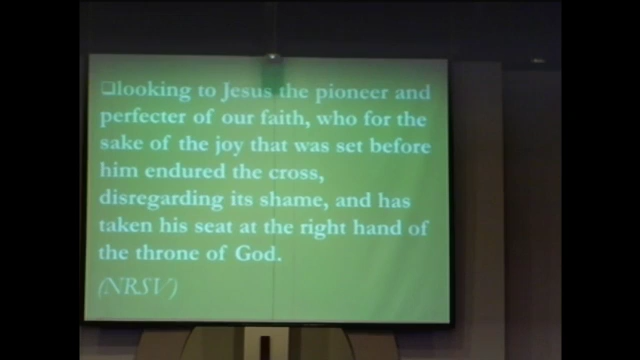 ❑looking to Jesus the pioneer and
perfecter of our faith, who for the
sake of the joy that was set before
him endured the cross,
disregarding its shame, and has
taken his seat at the right hand of
the throne of God.
(NRSV)